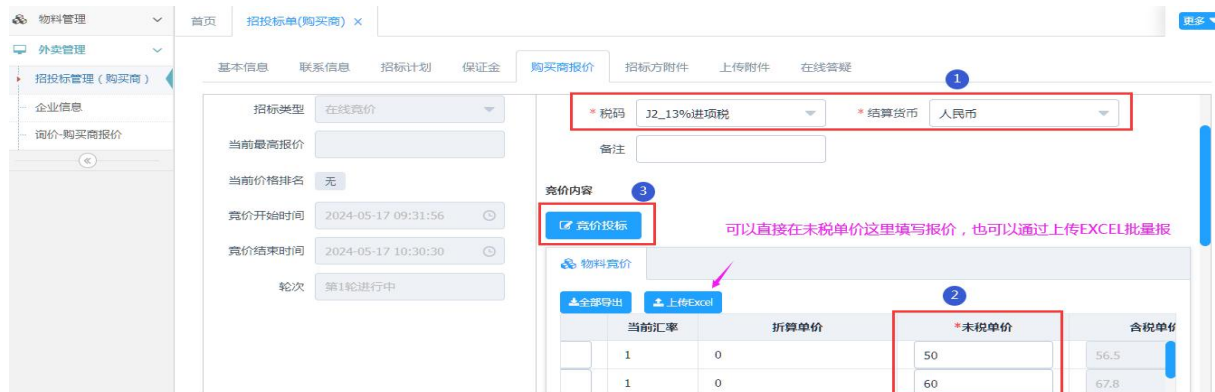 物料管理
外卖管理
招投标管理（购买商）
企业信息
询价-购买商报价
首页 招投标单(购买商) ×
更多
基本信息 联系信息 招标计划 保证金 购买商报价 招标方附件 上传附件 在线答疑
招标类型 在线竞价
当前最高报价
当前价格排名 无
竞价开始时间 2024-05-17 09:31:56
竞价结束时间 2024-05-17 10:30:30
轮次 第1轮进行中
1
*税码 J2_13%进项税 *结算货币 人民币
备注
竞价内容 3
竞价投标
可以直接在未税单价这里填写报价，也可以通过上传EXCEL批量报
物料竞价
全部导出 上传Excel
2
当前汇率 折算单价 *未税单价 含税单价
1 0 50 56.5
1 0 60 67.8